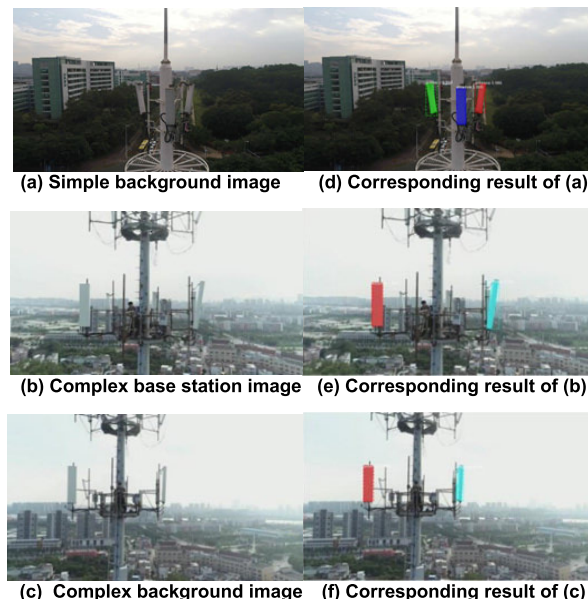 (a) Simple background image
(d) Corresponding result of (a)
(b) Complex base station image
(e) Corresponding result of (b)
(c) Complex background image
(f) Corresponding result of (c)